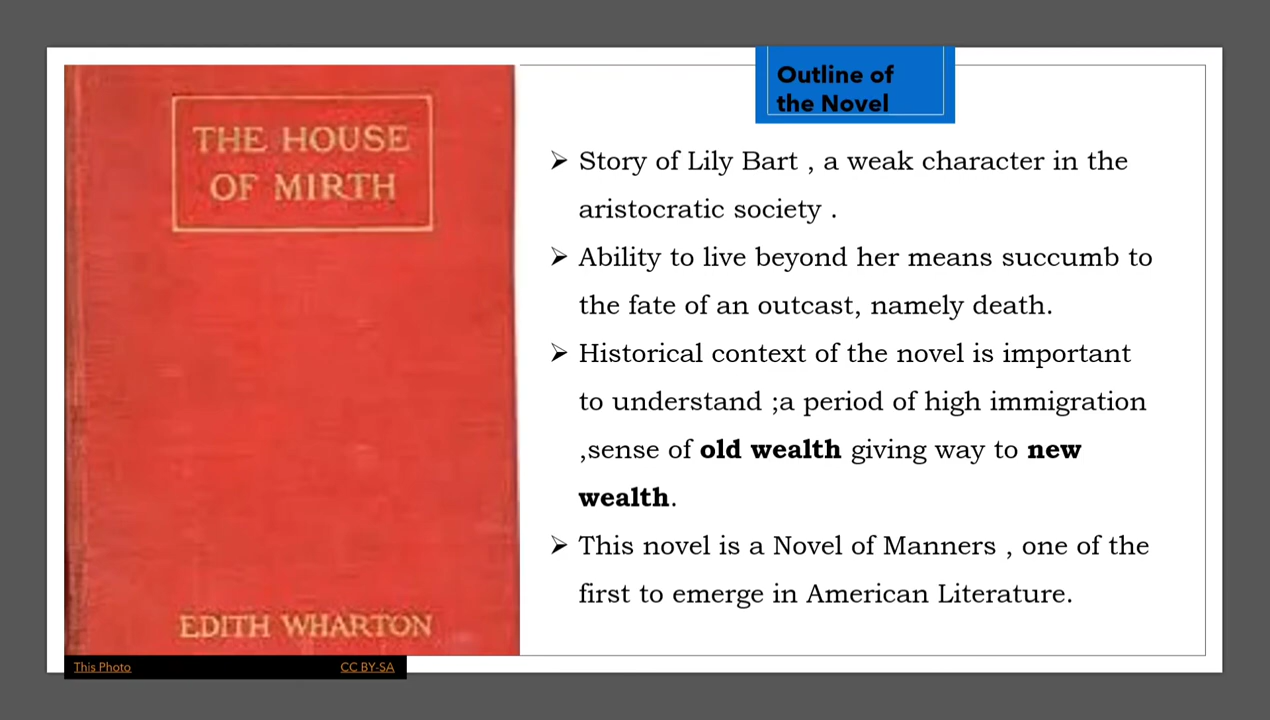 THE HOUSE
OF MIRTH
EDITH WHARTON
This Photo
CC BY-SA
Outline of
the Novel
➢ Story of Lily Bart , a weak character in the
aristocratic society .
➢ Ability to live beyond her means succumb to
the fate of an outcast, namely death.
➢ Historical context of the novel is important
to understand ;a period of high immigration
,sense of old wealth giving way to new
wealth.
➢ This novel is a Novel of Manners , one of the
first to emerge in American Literature.